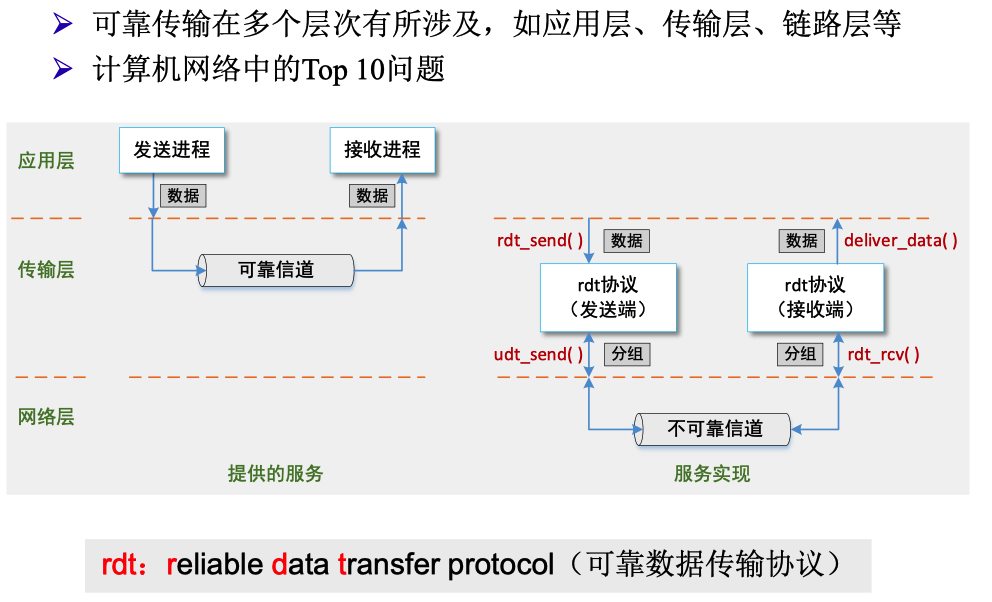 可靠传输在多个层次有所涉及，如应用层、传输层、链路层等
计算机网络中的Top 10问题
应用层
发送进程
接收进程
数据
数据
传输层
可靠信道
rdt_send( )
数据
数据
deliver_data( )
rdt协议
（发送端）
rdt协议
（接收端）
udt_send( )
分组
分组
rdt_rcv( )
网络层
不可靠信道
提供的服务
服务实现
rdt：reliable data transfer protocol（可靠数据传输协议）